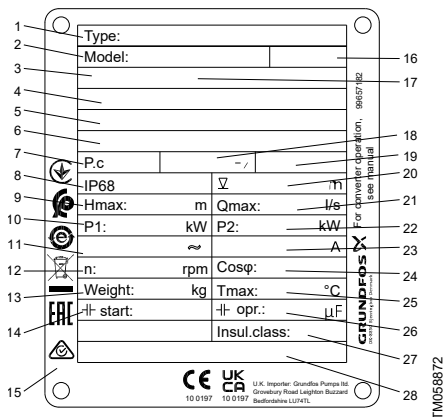 1 Type:
2 Model: 16
3 17
4
5
6
7 P.c 18
19
8 IP68 m 20
9 Hmax: m Qmax: l/s 21
10 P1: kW P2: kW 22
11 A 23
12 n: rpm Cosφ: 24
13 Weight: kg Tmax: °C 25
14 start: opr.: µF 26
Insul.class: 27
15 28
EAC
CE
10 0197
UK
CA
10 0197
U.K. Importer: Grundfos Pumps ltd.
Grovebury Road Leighton Buzzard
Bedfordshire LU74TL
99657182
For converter operation,
see manual
GRUNDFOS
TM058872